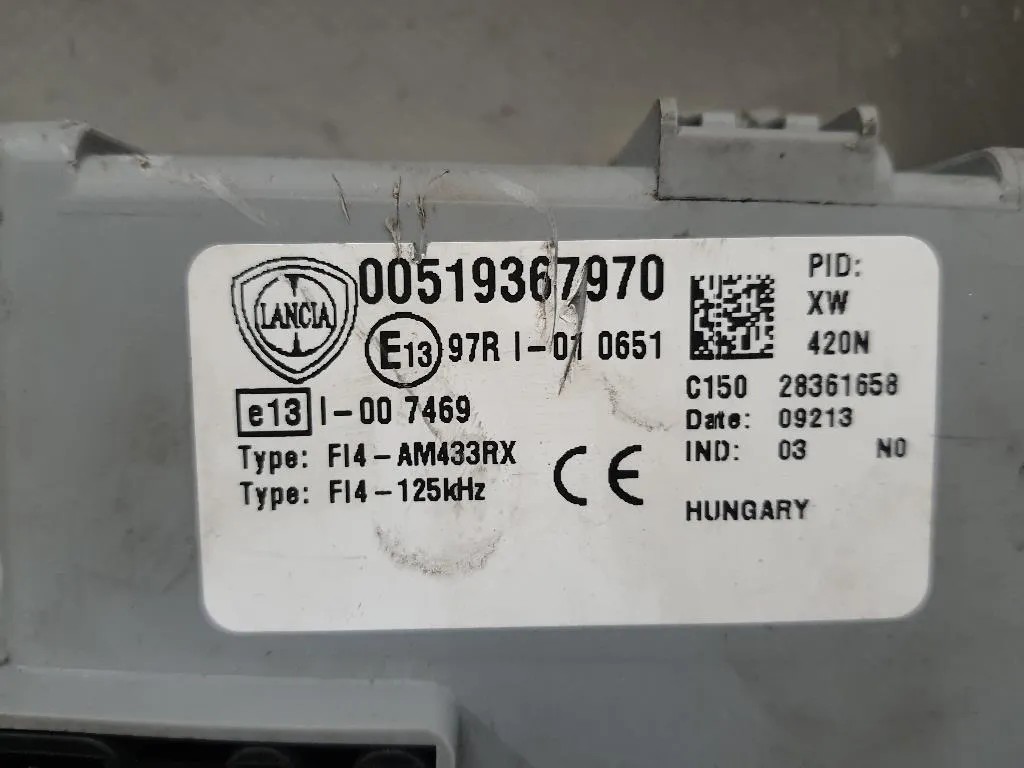 LANCIA
00519367970
E13 97R I-01 0651
e13 I-00 7469
Type: FI4-AM433RX
Type: FI4-125kHz
CE
PID:
XW
420N
C150 28361658
Date: 09213
IND: 03 N0
HUNGARY